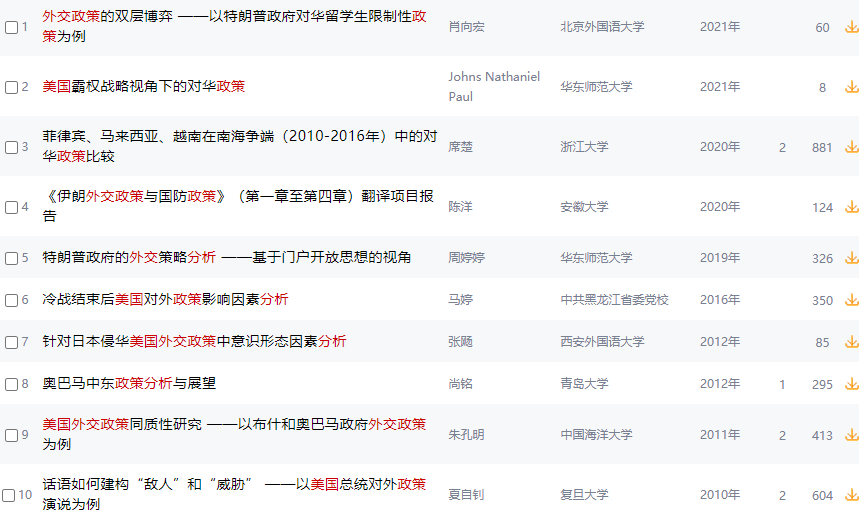 1 外交政策的双层博弈 ——以特朗普政府对华留学生限制性政 肖向宏 北京外国语大学 2021年 60
策为例
2 美国霸权战略视角下的对华政策 Johns Nathaniel 华东师范大学 2021年 8
Paul
3 菲律宾、马来西亚、越南在南海争端（2010-2016年）中的对 席楚 浙江大学 2020年 2 881
华政策比较
4 《伊朗外交政策与国防政策》（第一章至第四章）翻译项目报 陈洋 安徽大学 2020年 124
告
5 特朗普政府的外交策略分析 ——基于门户开放思想的视角 周婷婷 华东师范大学 2019年 326
6 冷战结束后美国对外政策影响因素分析 马婷 中共黑龙江省委党校 2016年 350
7 针对日本侵华美国外交政策中意识形态因素分析 张飏 西安外国语大学 2012年 85
8 奥巴马中东政策分析与展望 尚铭 青岛大学 2012年 1 295
9 美国外交政策同质性研究 ——以布什和奥巴马政府外交政策 朱孔明 中国海洋大学 2011年 2 413
为例
10 话语如何建构“敌人”和“威胁” ——以美国总统对外政策 夏自钊 复旦大学 2010年 2 604
演说为例